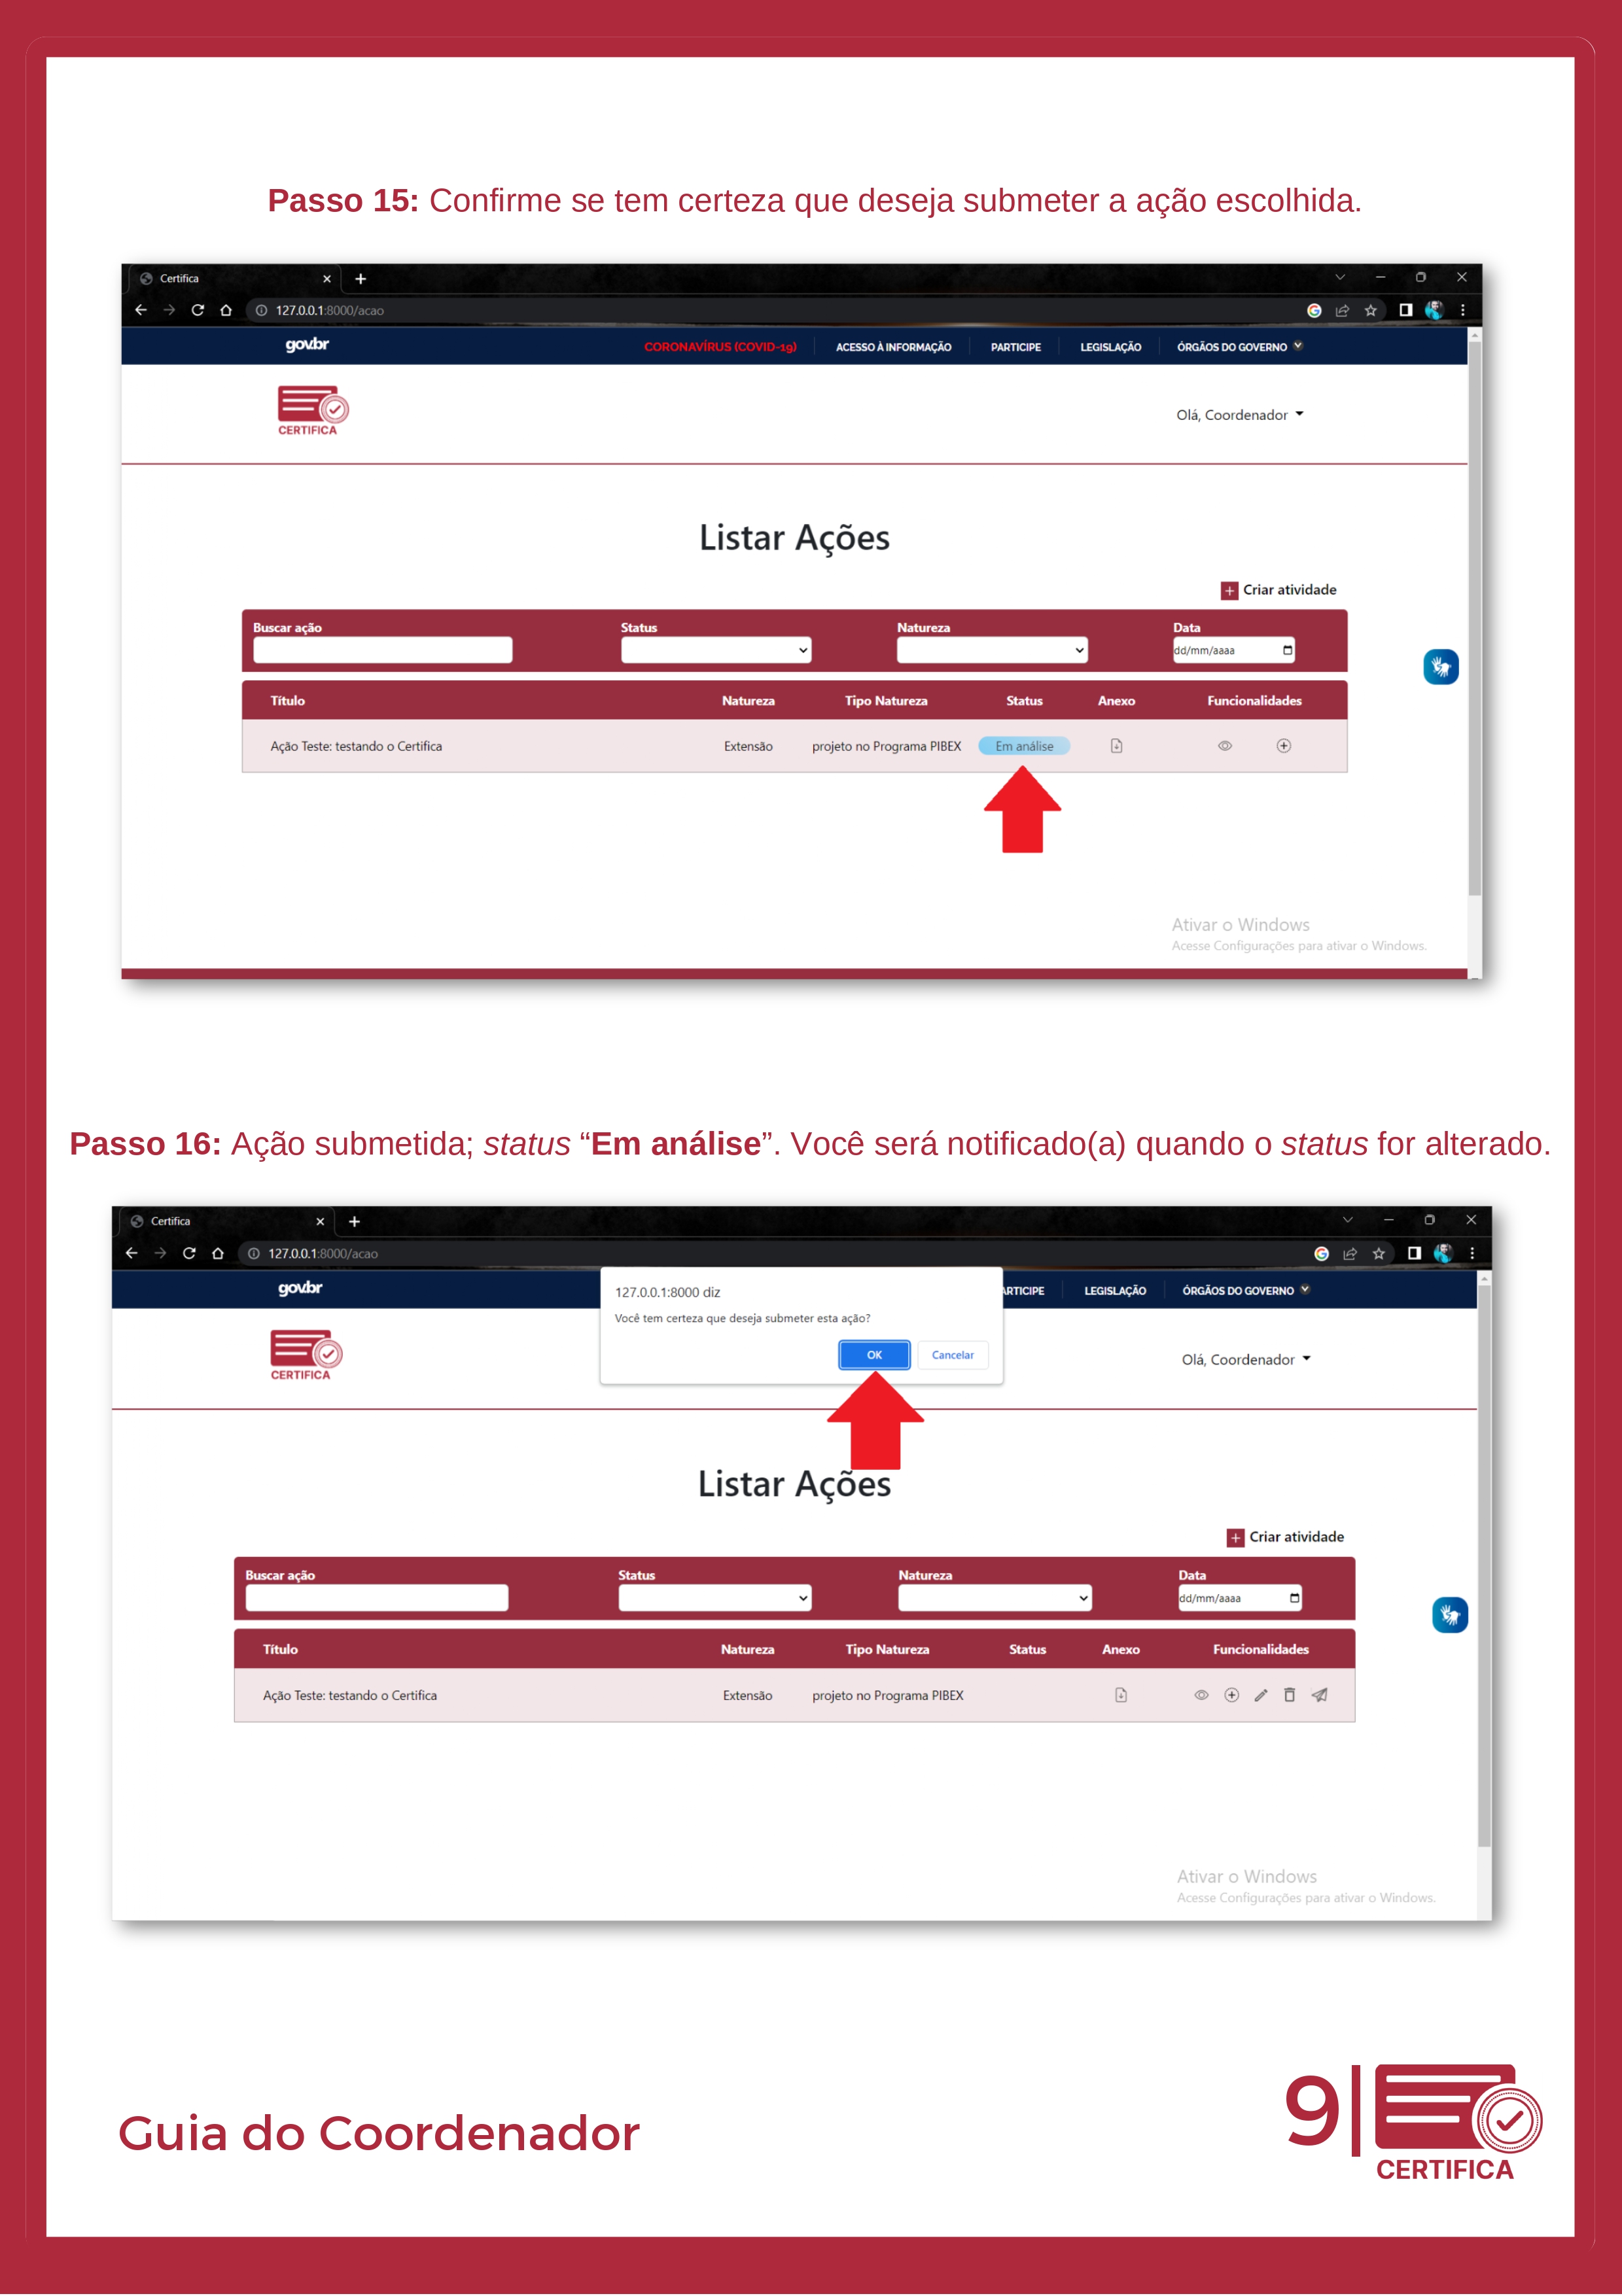 Passo 15: Confirme se tem certeza que deseja submeter a ação escolhida.
Certifica
127.0.0.1:8000/acao
gov.br
CORONAVÍRUS (COVID-19)
ACESSO À INFORMAÇÃO
PARTICIPE
LEGISLAÇÃO
ÓRGÃOS DO GOVERNO
CERTIFICA
Olá, Coordenador
Listar Ações
+ Criar atividade
Buscar ação Status Natureza Data
dd/mm/aaaa
Título Natureza Tipo Natureza Status Anexo Funcionalidades
Ação Teste: testando o Certifica Extensão projeto no Programa PIBEX Em análise
Ativar o Windows
Acesse Configurações para ativar o Windows.
Passo 16: Ação submetida; status “Em análise”. Você será notificado(a) quando o status for alterado.
Certifica
127.0.0.1:8000/acao
gov.br
ARTICIPE
LEGISLAÇÃO
ÓRGÃOS DO GOVERNO
127.0.0.1:8000 diz
Você tem certeza que deseja submeter esta ação?
OK Cancelar
CERTIFICA
Olá, Coordenador
Listar Ações
+ Criar atividade
Buscar ação Status Natureza Data
dd/mm/aaaa
Título Natureza Tipo Natureza Status Anexo Funcionalidades
Ação Teste: testando o Certifica Extensão projeto no Programa PIBEX
Ativar o Windows
Acesse Configurações para ativar o Windows.
Guia do Coordenador
9
CERTIFICA